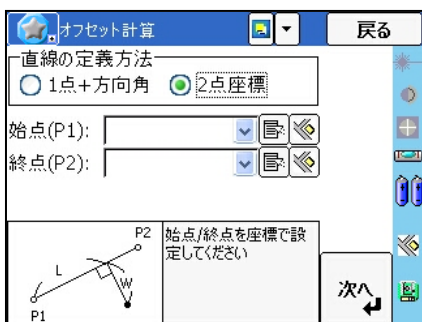 オフセット計算
戻る
直線の定義方法
1点+方向角 2点座標
始点(P1):
終点(P2):
P2
L
W
P1
始点/終点を座標で設
定してください
次へ